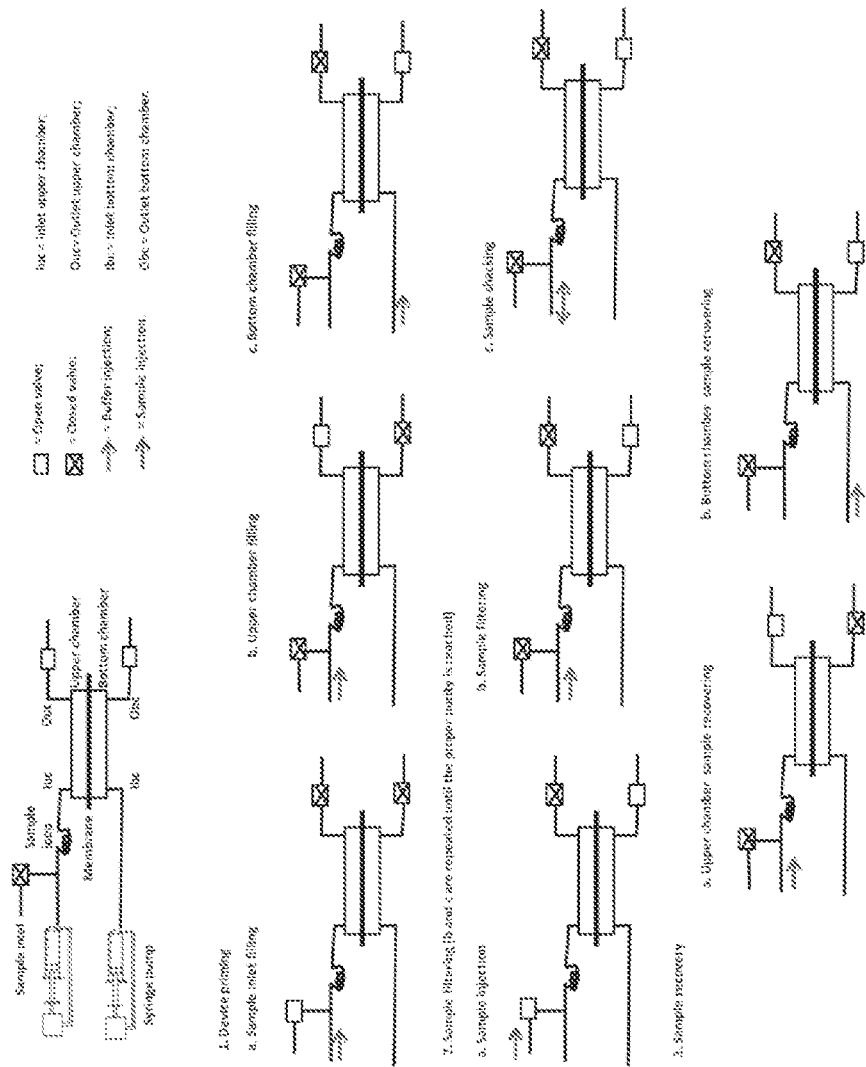 Sample inlet
Sample
loop
Iuc
Ouc
Upper chamber
Bottom chamber
Membrane
Ibc
Obc
Syringe pump
= Open valve;
= Closed valve;
= Buffer injection;
= Sample injection.
Iuc = Inlet upper chamber;
Ouc= Outlet upper chamber;
Ibc = Inlet bottom chamber;
Obc = Outlet bottom chamber.
1. Device printing
a. Sample inlet filling
b. Upper chamber filling
c. Bottom chamber filling
2. Sample filtering (b and c are repeated until the proper purity is reached)
a. Sample injection
b. Sample filtering
c. Sample shacking
3. Sample recovery
a. Upper chamber sample recovering
b. Bottom chamber sample recovering